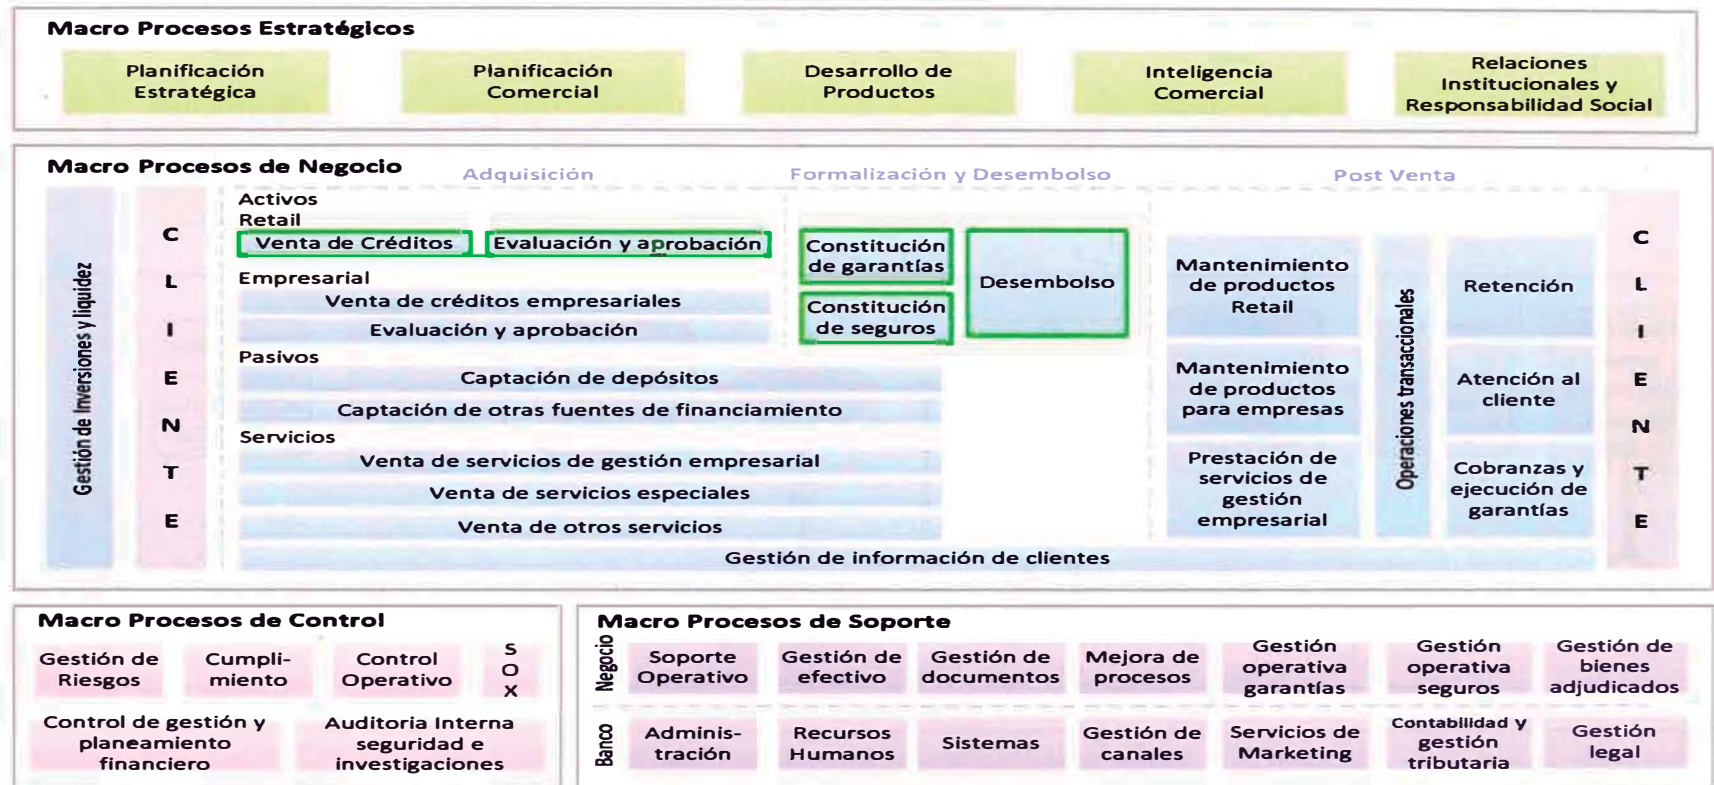 Macro Procesos Estratégicos
Planificación
Estratégica
Planificación
Comercial
Desarrollo de
Productos
Inteligencia
Comercial
Relaciones
Institucionales y
Responsabilidad Social
Macro Procesos de Negocio
Adquisición
Formalización y Desembolso
Post Venta
Gestión de Inversiones y liquidez
C
L
I
E
N
T
E
Activos
Retail
Venta de Créditos
Evaluación y aprobación
Empresarial
Venta de créditos empresariales
Evaluación y aprobación
Pasivos
Captación de depósitos
Captación de otras fuentes de financiamiento
Servicios
Venta de servicios de gestión empresarial
Venta de servicios especiales
Venta de otros servicios
Constitución
de garantías
Constitución
de seguros
Desembolso
Mantenimiento
de productos
Retail
Mantenimiento
de productos
para empresas
Prestación de
servicios de
gestión
empresarial
Operaciones transaccionales
Retención
Atención al
cliente
Cobranzas y
ejecución de
garantías
C
L
I
E
N
T
E
Gestión de información de clientes
Macro Procesos de Control
Gestión de
Riesgos
Cumpli-
miento
Control
Operativo
S
O
X
Control de gestión y
planeamiento
financiero
Auditoria Interna
seguridad e
investigaciones
Macro Procesos de Soporte
Negocio
Soporte
Operativo
Gestión de
efectivo
Gestión de
documentos
Mejora de
procesos
Gestión
operativa
garantías
Gestión
operativa
seguros
Gestión de
bienes
adjudicados
Banco
Adminis-
tración
Recursos
Humanos
Sistemas
Gestión de
canales
Servicios de
Marketing
Contabilidad y
gestión
tributaria
Gestión
legal